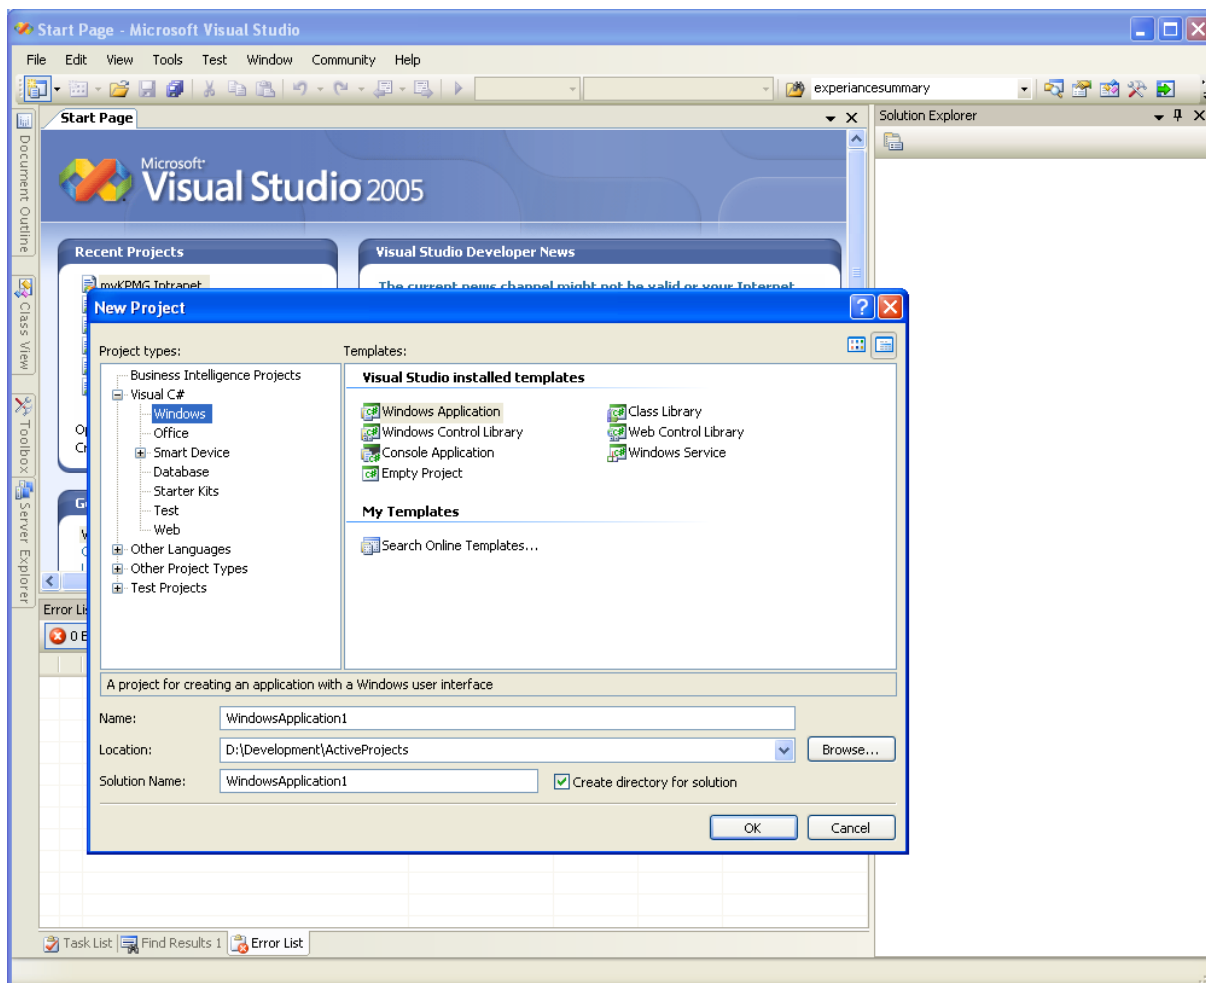 Start Page - Microsoft Visual Studio
File Edit View Tools Test Window Community Help
experiancesummary
Start Page
Solution Explorer
Document Outline
Class View
Toolbox
Server Explorer
Microsoft
Visual Studio 2005
Recent Projects
Visual Studio Developer News
myKPMG Intranet
The current news channel might not be valid or your Internet
New Project
Project types:
Templates:
Business Intelligence Projects
Visual C#
Windows
Office
Smart Device
Database
Starter Kits
Test
Web
Other Languages
Other Project Types
Test Projects
Visual Studio installed templates
Windows Application
Class Library
Windows Control Library
Web Control Library
Console Application
Windows Service
Empty Project
My Templates
Search Online Templates...
A project for creating an application with a Windows user interface
Name:
WindowsApplication1
Location:
D:\Development\ActiveProjects
Browse...
Solution Name:
WindowsApplication1
Create directory for solution
OK
Cancel
Error Lis
0 E
Task List
Find Results 1
Error List